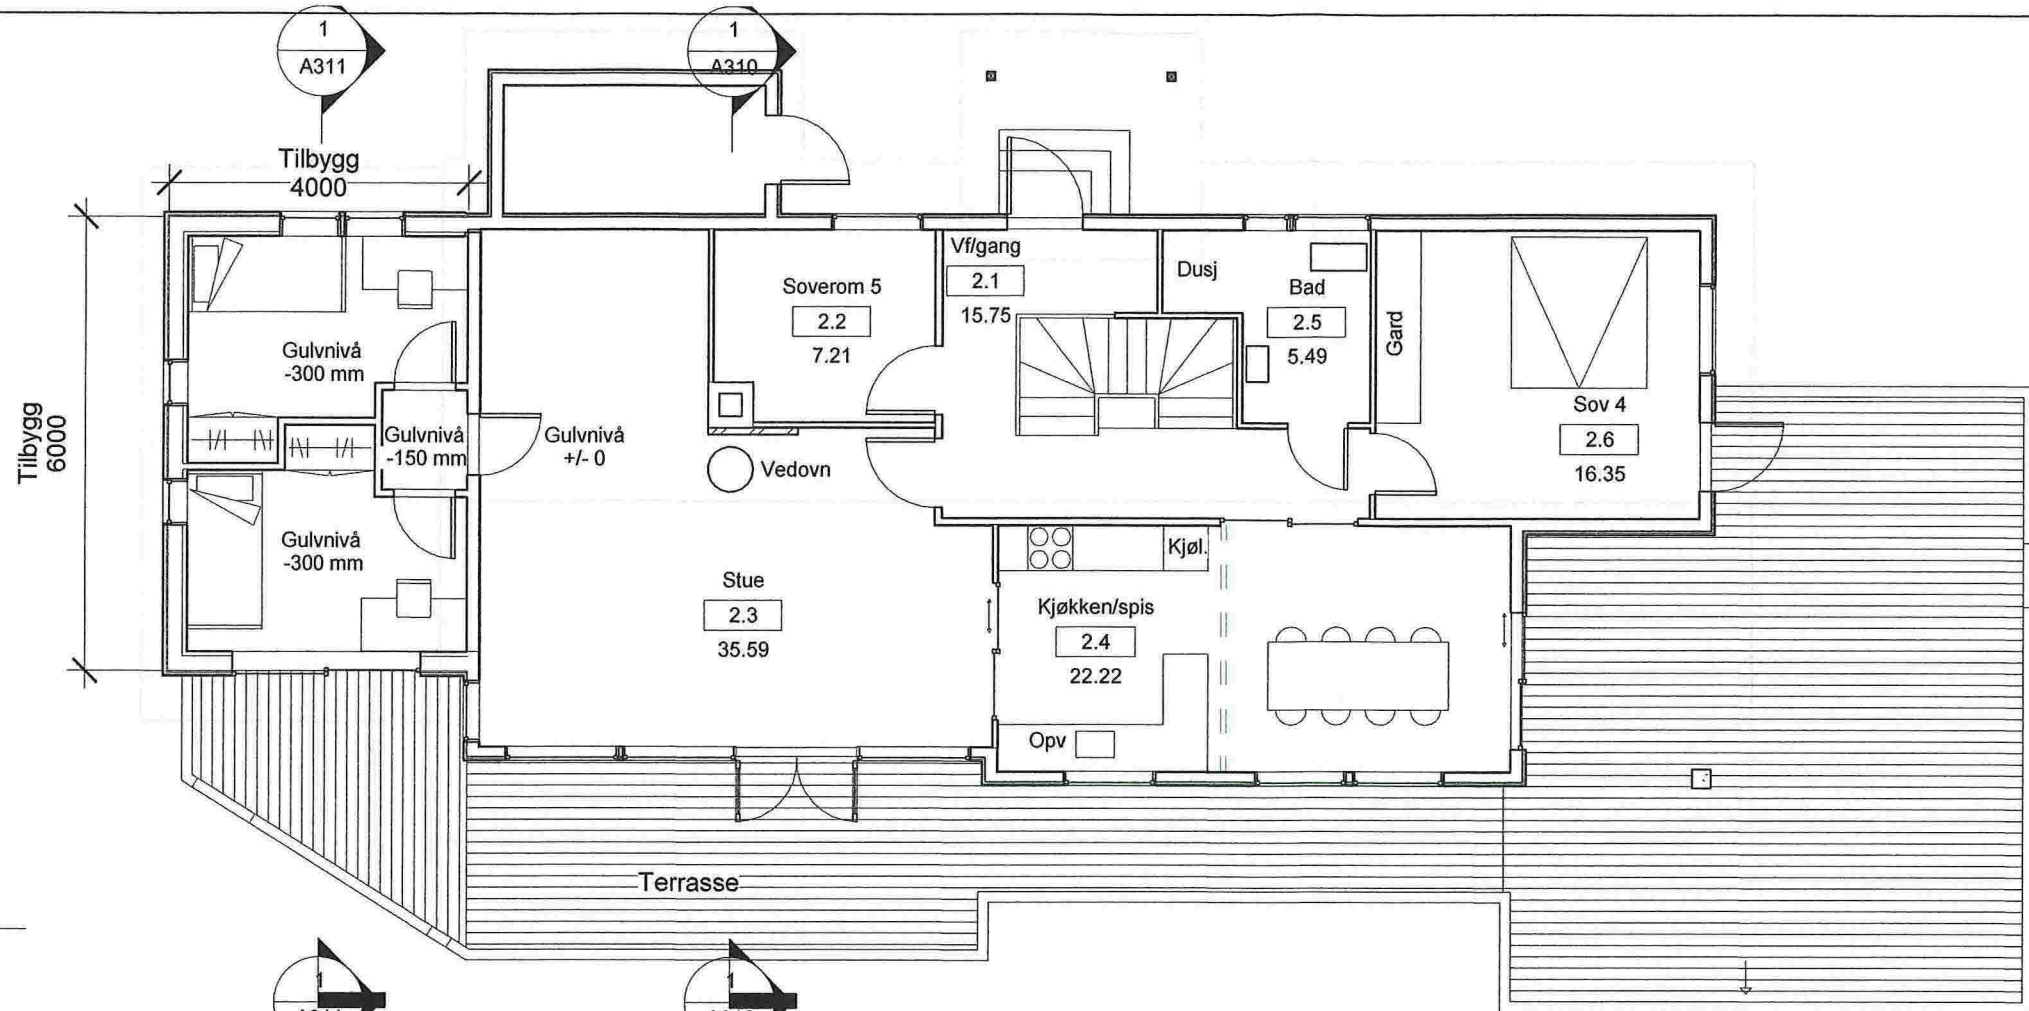 1
A311
1
A310
Tilbygg
4000
Tilbygg
6000
Gulvnivå
-300 mm
Gulvnivå
-150 mm
Gulvnivå
+/- 0
Gulvnivå
-300 mm
Soverom 5
2.2
7.21
Vedovn
Vf/gang
2.1
15.75
Dusj
Bad
2.5
5.49
Gard
Sov 4
2.6
16.35
Stue
2.3
35.59
Kjøl.
Kjøkken/spis
2.4
22.22
Opv
Terrasse
1
1